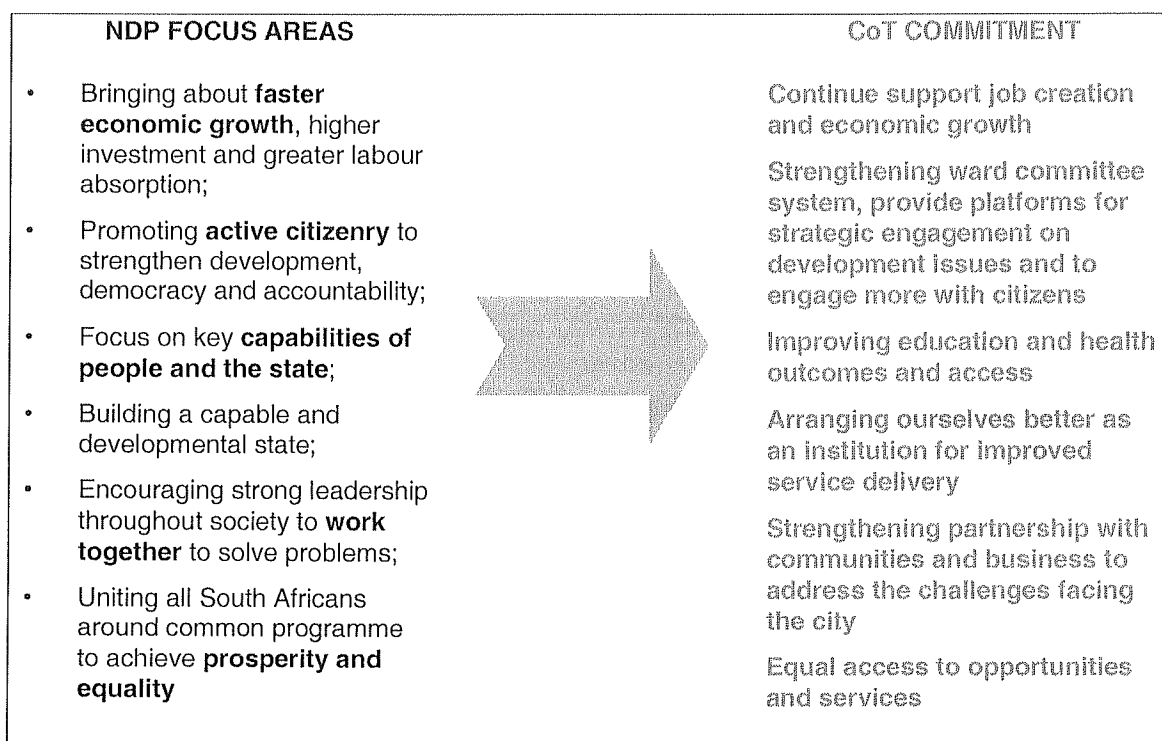 NDP FOCUS AREAS
• Bringing about faster
economic growth, higher
investment and greater labour
absorption;
• Promoting active citizenry to
strengthen development,
democracy and accountability;
• Focus on key capabilities of
people and the state;
• Building a capable and
developmental state;
• Encouraging strong leadership
throughout society to work
together to solve problems;
• Uniting all South Africans
around common programme
to achieve prosperity and
equality
CoT COMMITMENT
Continue support job creation
and economic growth
Strengthening ward committee
system, provide platforms for
strategic engagement on
development issues and to
engage more with citizens
Improving education and health
outcomes and access
Arranging ourselves better as
an institution for improved
service delivery
Strengthening partnership with
communities and business to
address the challenges facing
the city
Equal access to opportunities
and services